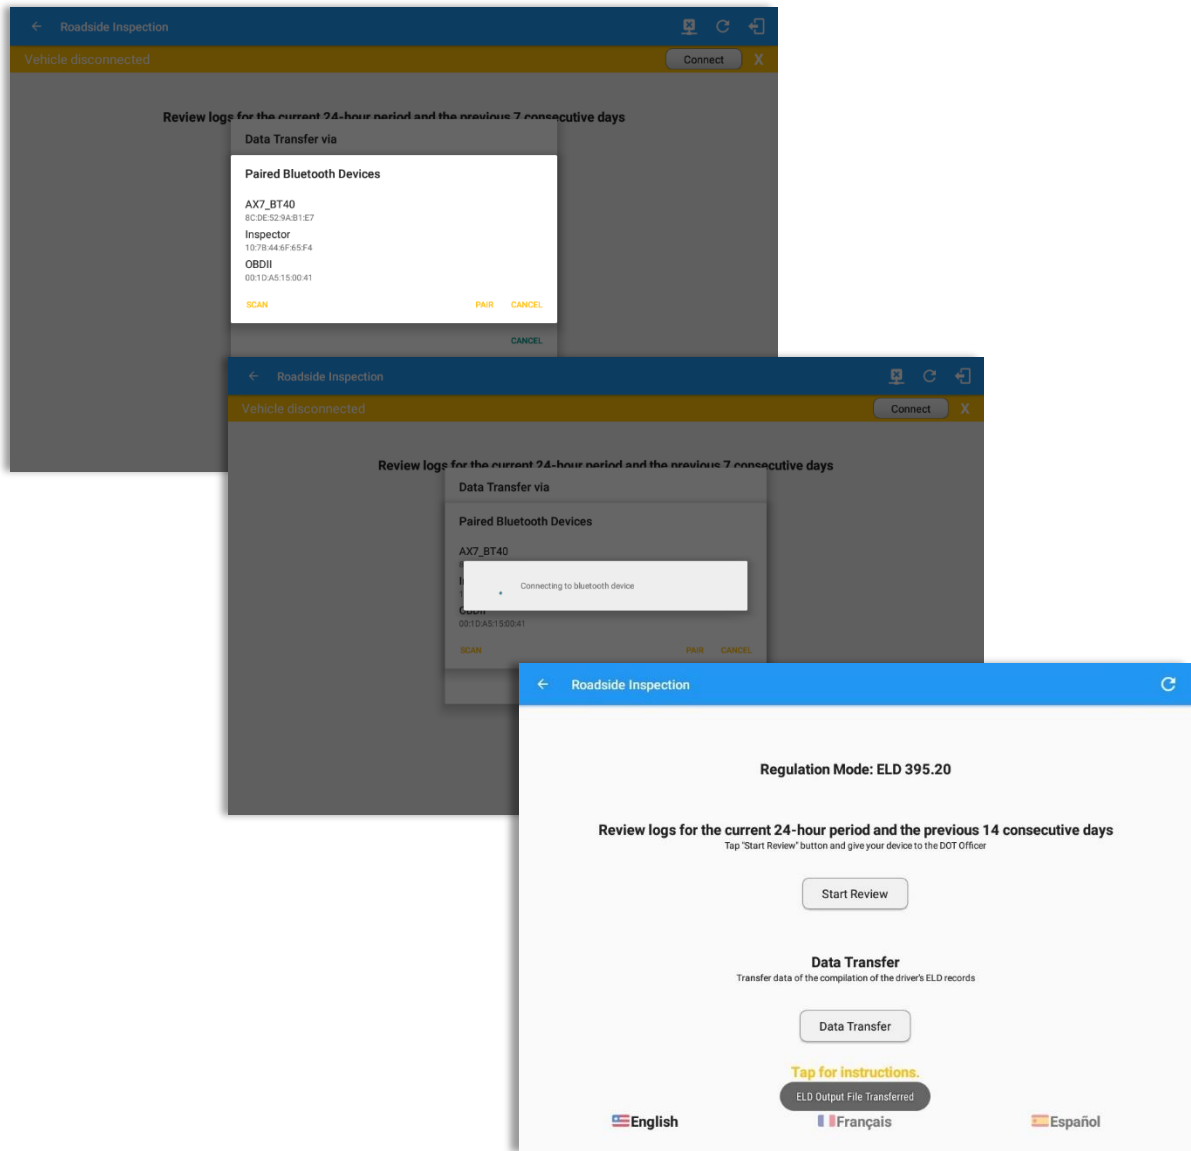 Roadside Inspection
Vehicle disconnected
Connect X
Review logs for the current 24-hour period and the previous 7 consecutive days
Data Transfer via
Paired Bluetooth Devices
AX7_BT40
8C:DE:52:9A:B1:E7
Inspector
10:7B:44:6F:65:F4
OBDII
00:1D:A5:15:00:41
SCAN PAIR CANCEL
CANCEL
Roadside Inspection
Vehicle disconnected
Connect X
Review logs for the current 24-hour period and the previous 7 consecutive days
Data Transfer via
Paired Bluetooth Devices
AX7_BT40
Connecting to bluetooth device
OBDII
00:1D:A5:15:00:41
SCAN PAIR CANCEL
Roadside Inspection
Regulation Mode: ELD 395.20
Review logs for the current 24-hour period and the previous 14 consecutive days
Tap "Start Review" button and give your device to the DOT Officer
Start Review
Data Transfer
Transfer data of the compilation of the driver's ELD records
Data Transfer
Tap for instructions.
ELD Output File Transferred
English Français Español